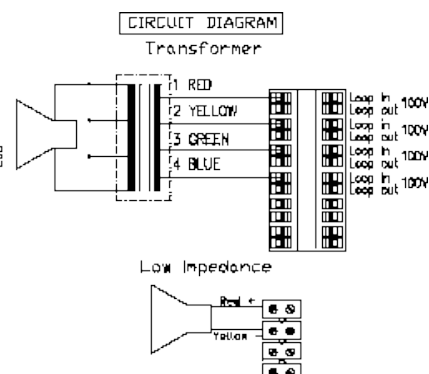 CIRCUIT DIAGRAM
Transformer
1 RED
2 YELLOW
3 GREEN
4 BLUE
Loop in
Loop out 100V
Loop in
Loop out 100V
Loop in
Loop out 100V
Loop in
Loop out 100V
Low Impedance
Red
Yellow